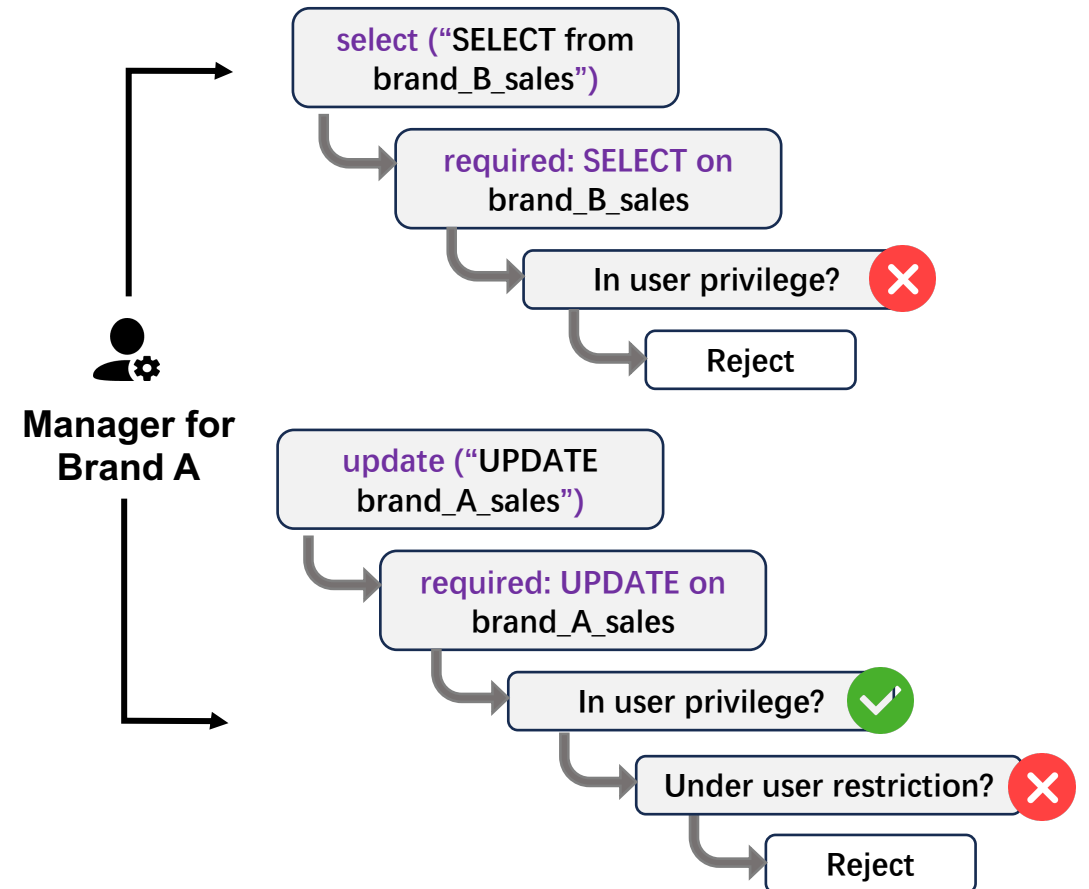 select (“SELECT from
brand_B_sales”)
required: SELECT on
brand_B_sales
In user privilege?
Reject
Manager for
Brand A
update (“UPDATE
brand_A_sales”)
required: UPDATE on
brand_A_sales
In user privilege?
Under user restriction?
Reject